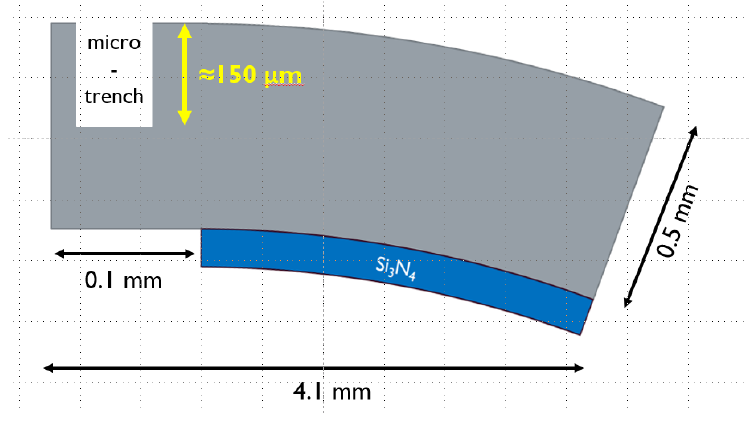 micro
-
trench
≈150 µm
0.5 mm
0.1 mm
Si₃N₄
4.1 mm